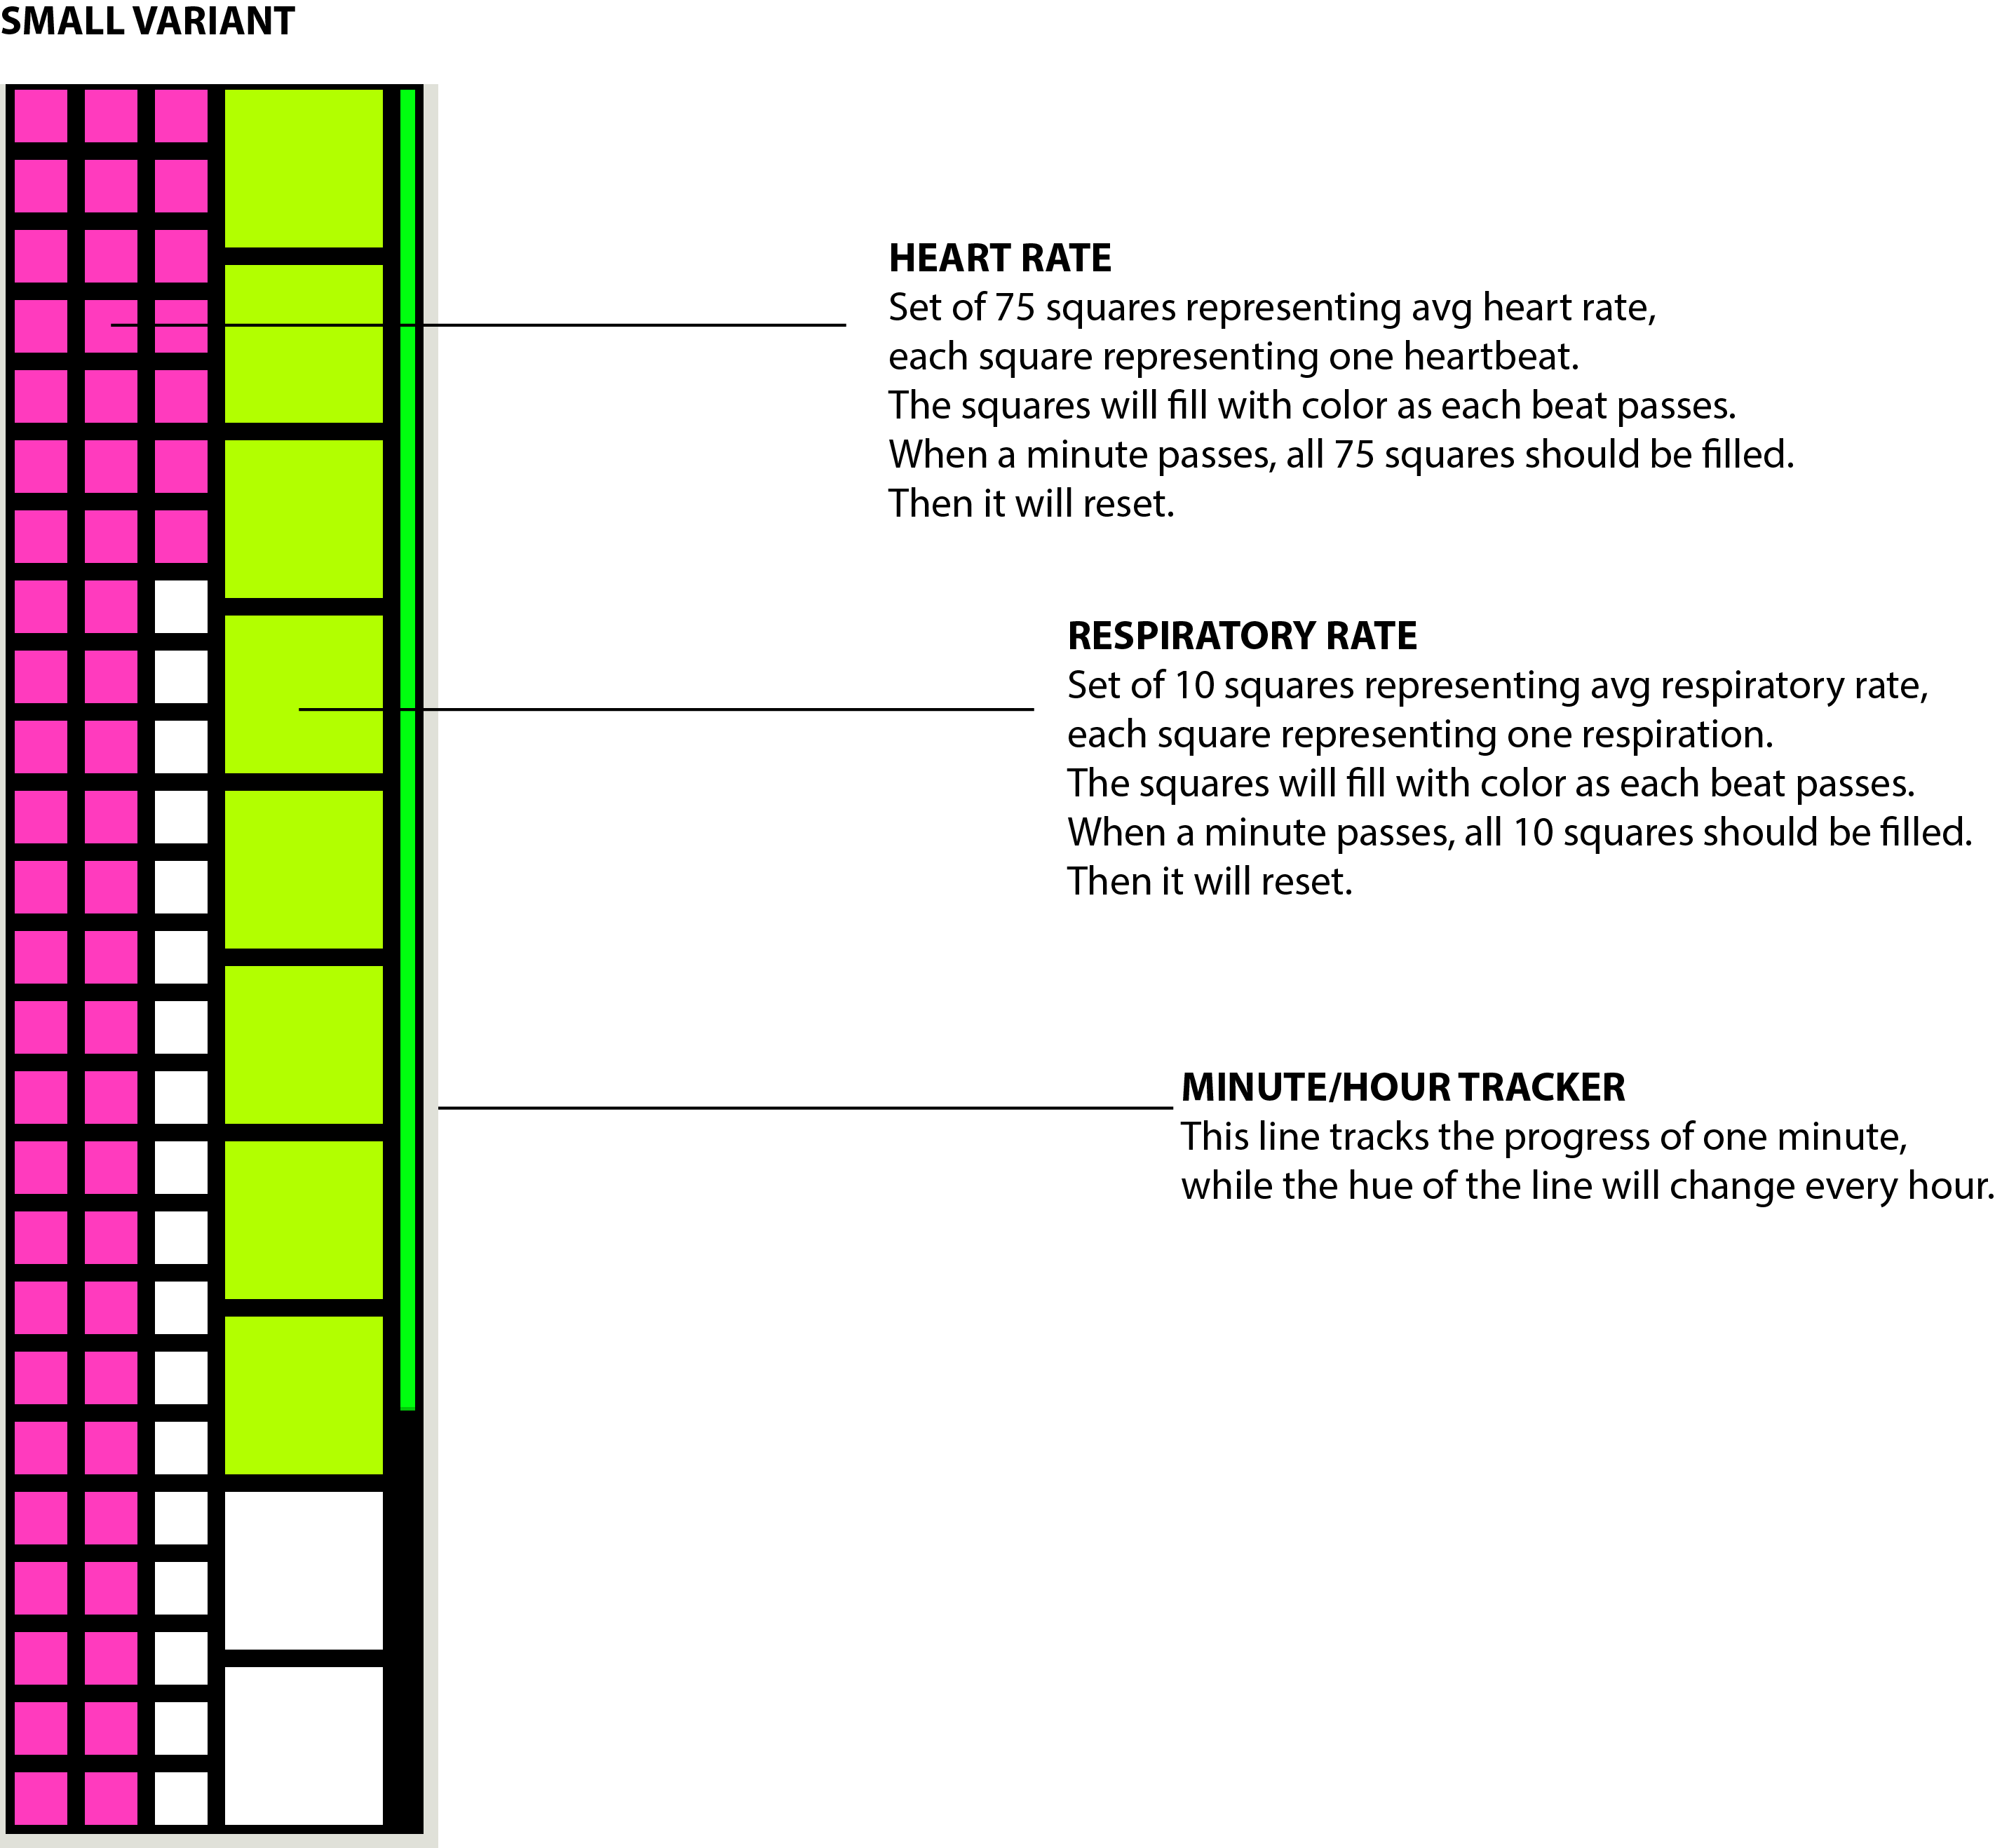 SMALL VARIANT
HEART RATE
Set of 75 squares representing avg heart rate,
each square representing one heartbeat.
The squares will fill with color as each beat passes.
When a minute passes, all 75 squares should be filled.
Then it will reset.
RESPIRATORY RATE
Set of 10 squares representing avg respiratory rate,
each square representing one respiration.
The squares will fill with color as each beat passes.
When a minute passes, all 10 squares should be filled.
Then it will reset.
MINUTE/HOUR TRACKER
This line tracks the progress of one minute,
while the hue of the line will change every hour.